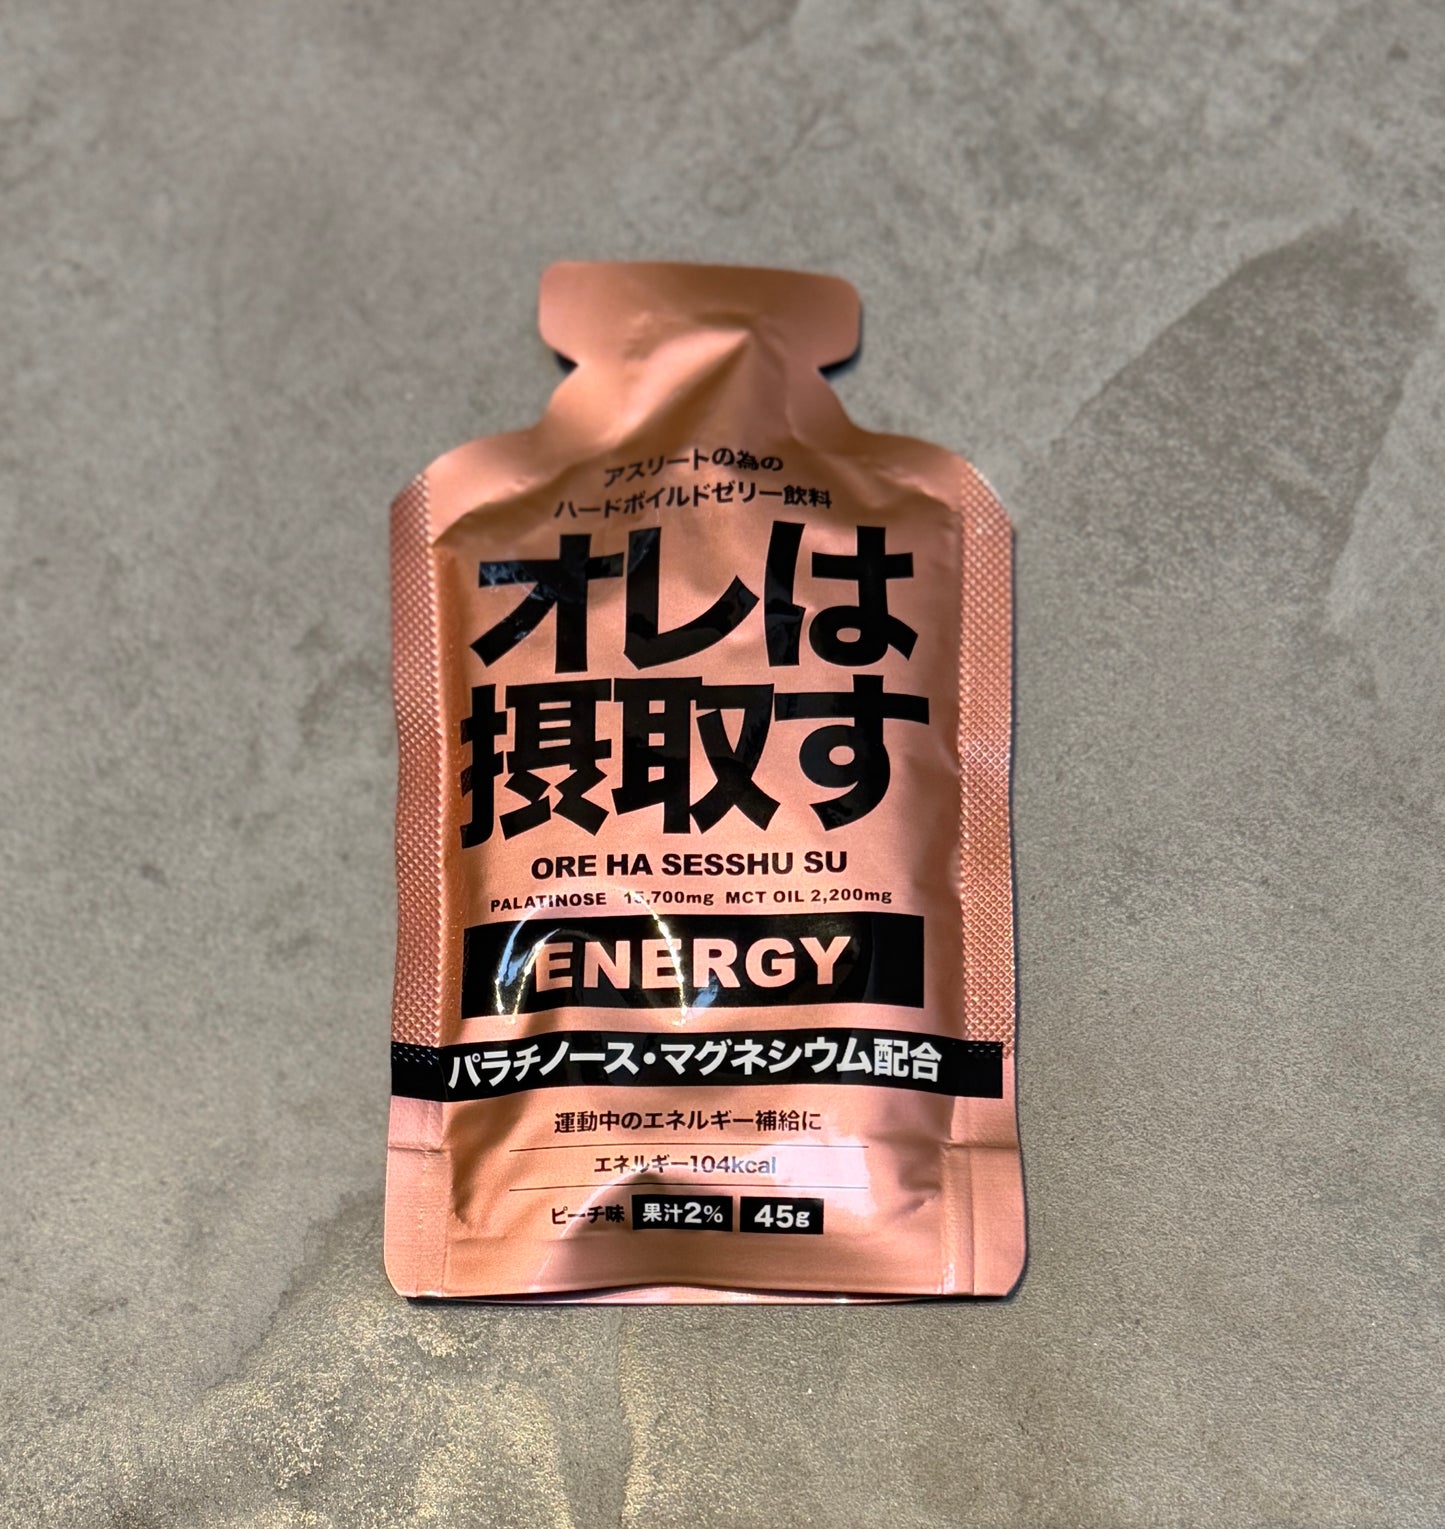 アスリートの為の
ハードボイルドゼリー飲料
オレは
摂取す
ORE HA SESSHU SU
PALATINOSE 15,700mg MCT OIL 2,200mg
ENERGY
パラチノース・マグネシウム配合
運動中のエネルギー補給に
エネルギー104kcal
ピーチ味 果汁2% 45g